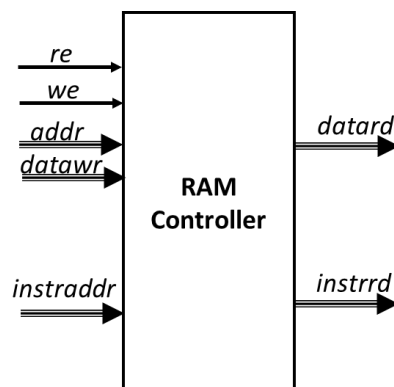 re
we
addr
datawr
datard
RAM
Controller
instraddr
instrrd